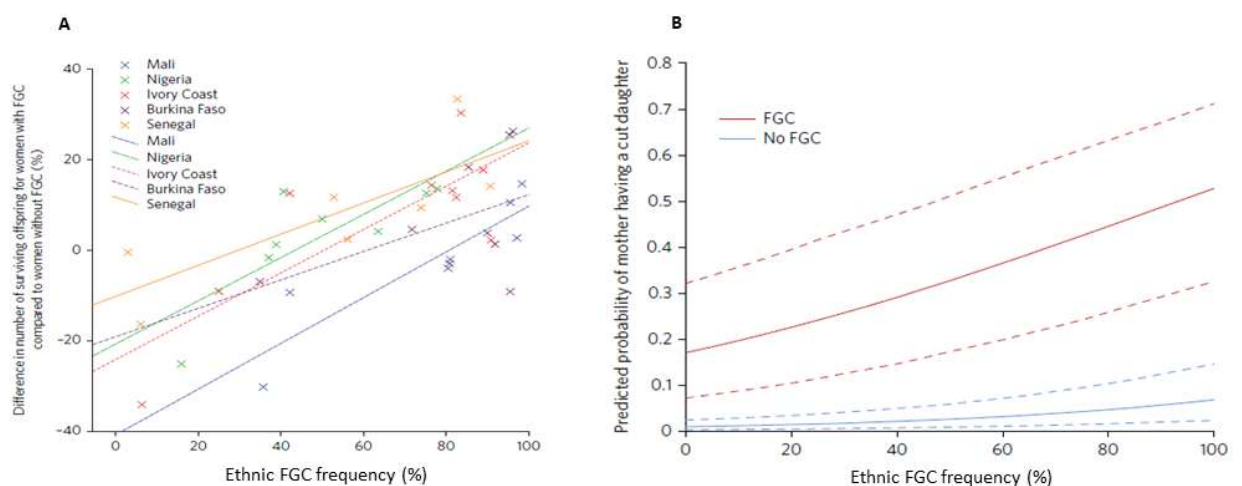 A
40
20
0
-20
-40
Mali
Nigeria
Ivory Coast
Burkina Faso
Senegal
Mali
Nigeria
Ivory Coast
Burkina Faso
Senegal
0 20 40 60 80 100
Ethnic FGC frequency (%)
Difference in number of surviving offspring for women with FGC
compared to women without FGC (%)
B
0.8
0.7
0.6
0.5
0.4
0.3
0.2
0.1
0
FGC
No FGC
0 20 40 60 80 100
Ethnic FGC frequency (%)
Predicted probability of mother having a cut daughter